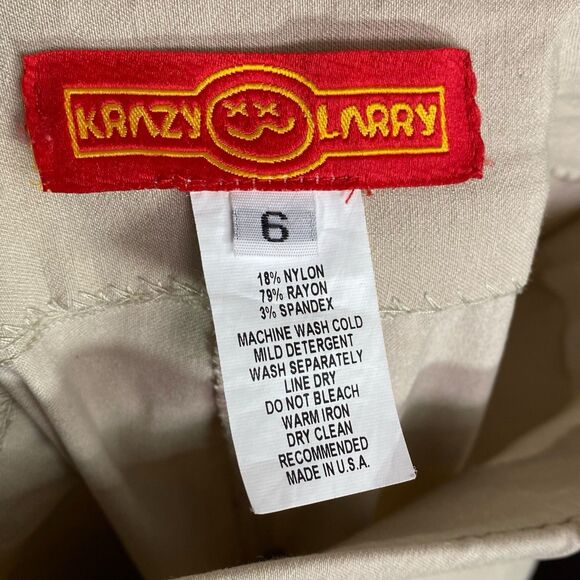 KRAZY LARRY
6
18% NYLON
79% RAYON
3% SPANDEX
MACHINE WASH COLD
MILD DETERGENT
WASH SEPARATELY
LINE DRY
DO NOT BLEACH
WARM IRON
DRY CLEAN
RECOMMENDED
MADE IN U.S.A.